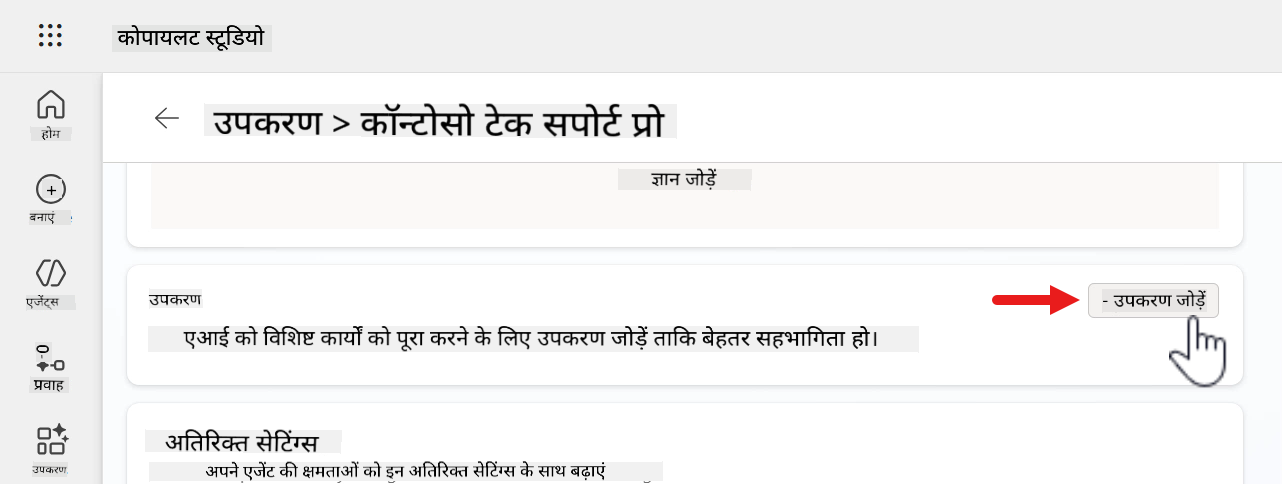 कोपायलट स्टूडियो
उपकरण > कॉन्टोसो टेक सपोर्ट प्रो
होम
ज्ञान जोड़ें
बनाएं
एजेंट्स
उपकरण
- उपकरण जोड़ें
एआई को विशिष्ट कार्यों को पूरा करने के लिए उपकरण जोड़ें ताकि बेहतर सहभागिता हो।
प्रवाह
अतिरिक्त सेटिंग्स
उपकरण
अपने एजेंट की क्षमताओं को इन अतिरिक्त सेटिंग्स के साथ बढ़ाएं